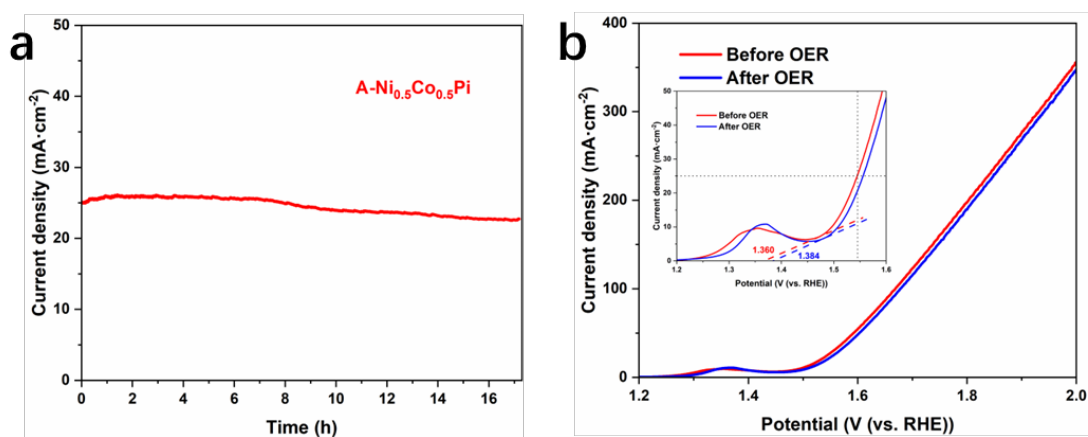 a
50
40
30
20
10
0
Current density (mA·cm⁻²)
A-Ni₀.₅Co₀.₅Pi
0 2 4 6 8 10 12 14 16
Time (h)
b
400
350
300
200
100
0
Current density (mA·cm⁻²)
Before OER
After OER
50
40
30
20
10
0
Current density (mA·cm⁻²)
Before OER
After OER
1.360
1.384
1.2 1.3 1.4 1.5 1.6
Potential (V (vs. RHE))
1.2 1.4 1.6 1.8 2.0
Potential (V (vs. RHE))